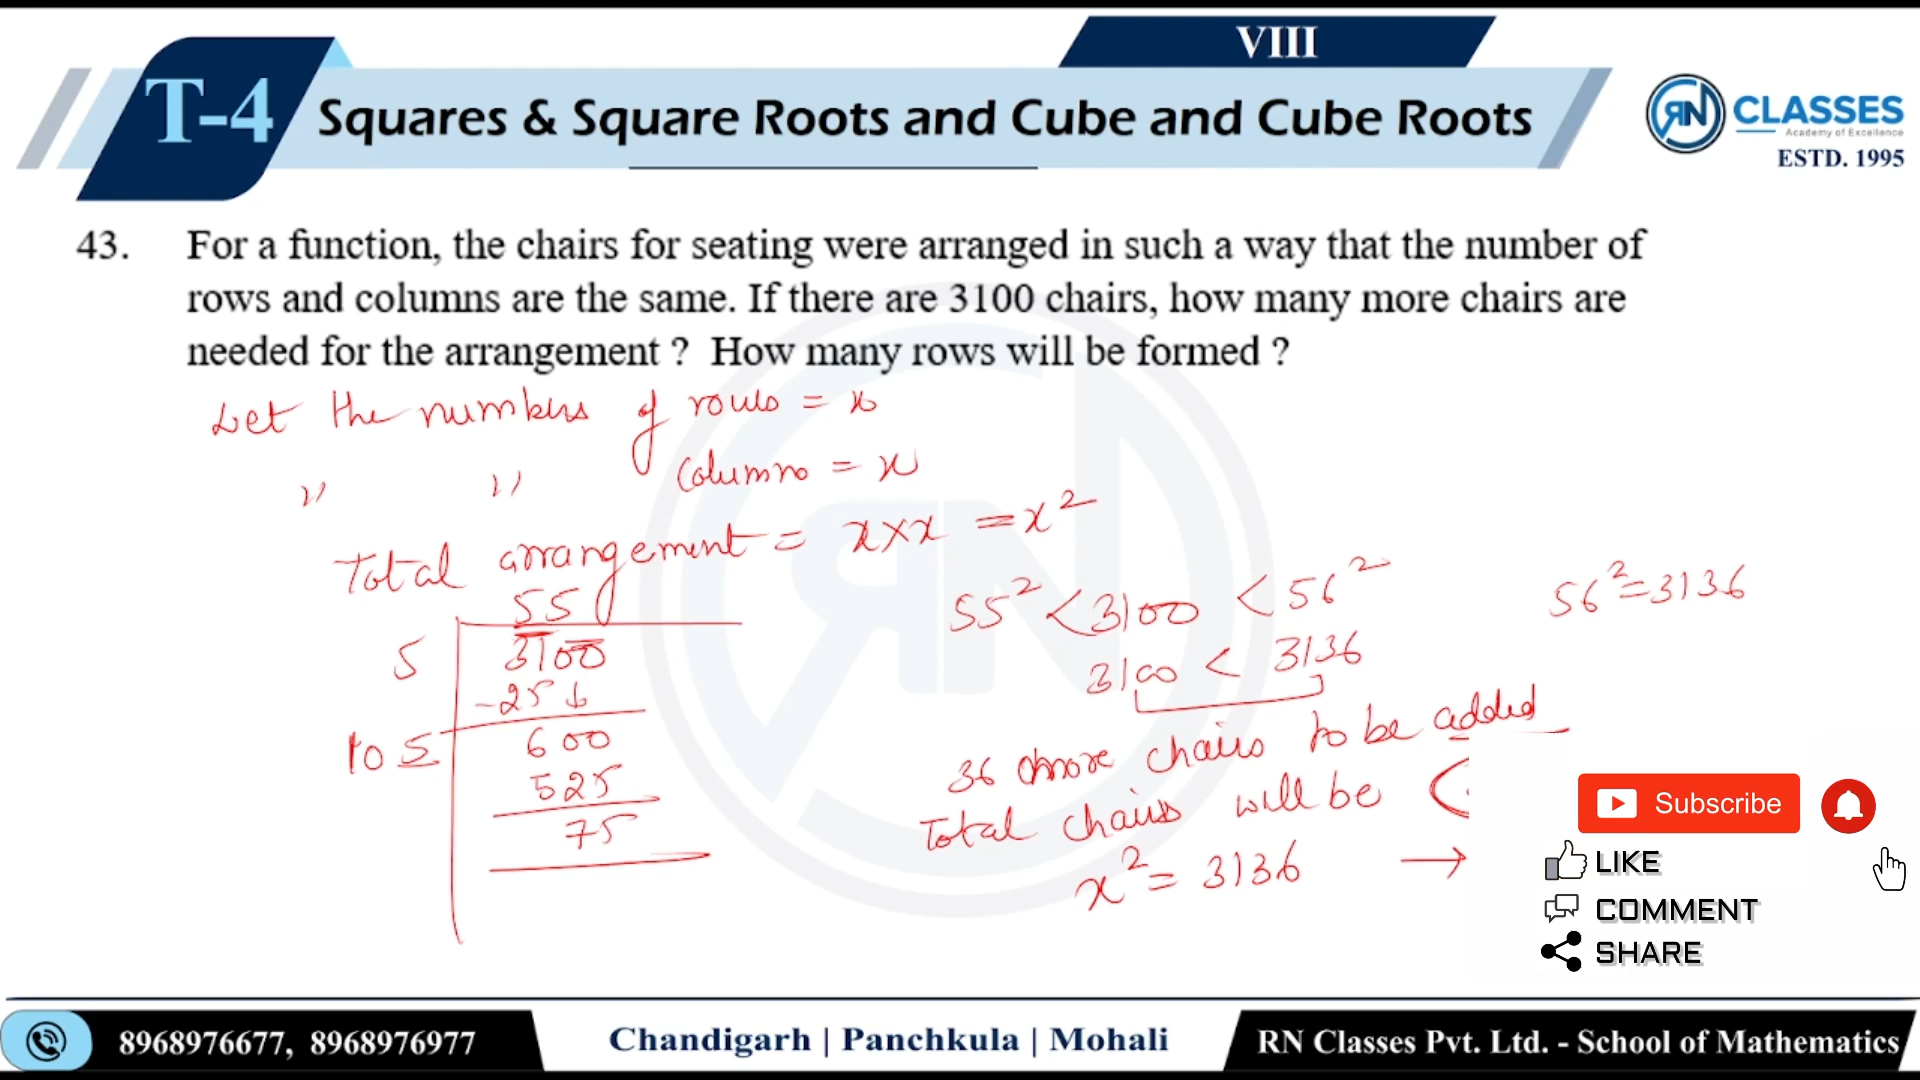 VIII
T-4 Squares & Square Roots and Cube and Cube Roots
RN CLASSES
Academy of Excellence
ESTD. 1995
43. For a function, the chairs for seating were arranged in such a way that the number of
rows and columns are the same. If there are 3100 chairs, how many more chairs are
needed for the arrangement ? How many rows will be formed ?
Let the numbers of rows = x
" " columns = x
Total arrangement = x×x = x²
55
5 3100
-25↓
105 600
525
75
55² < 3100 < 56²
56² = 3136
3100 < 3136
36 more chairs to be added
Total chairs will be (
x² = 3136 →
Subscribe
LIKE
COMMENT
SHARE
RN
8968976677, 8968976977
Chandigarh | Panchkula | Mohali
RN Classes Pvt. Ltd. - School of Mathematics